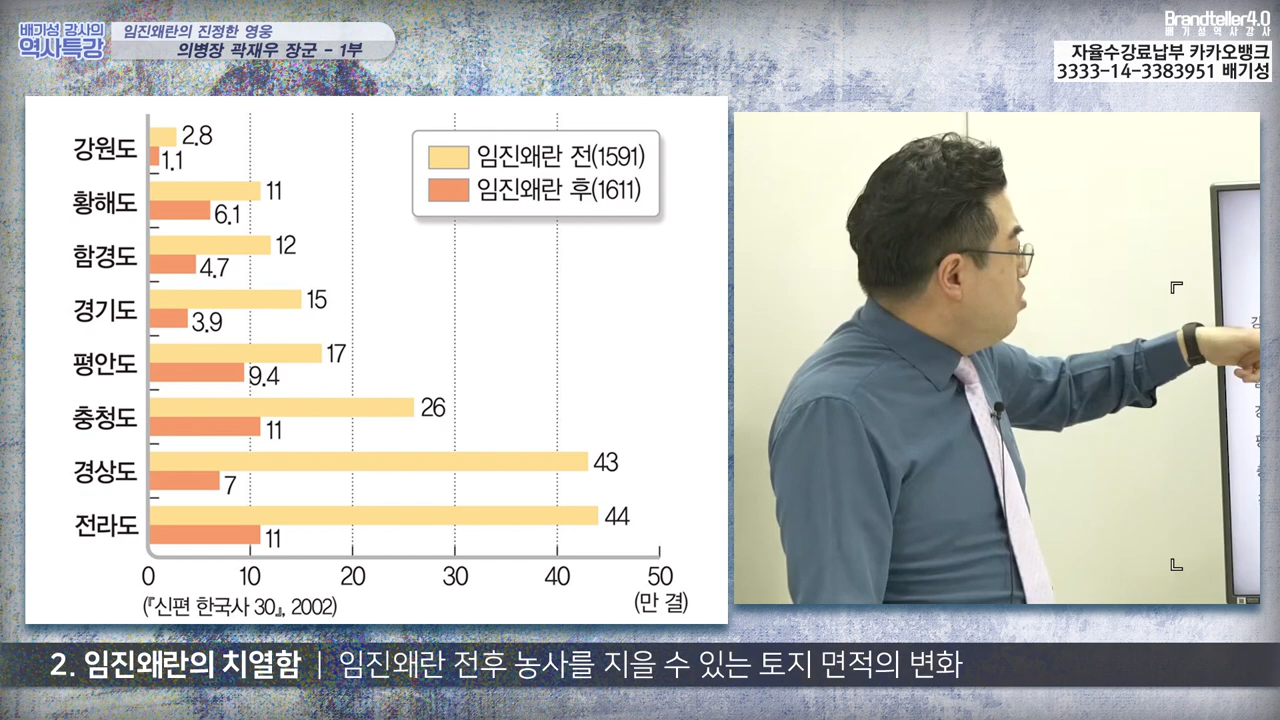 배기성 강사의
역사특강
임진왜란의 진정한 영웅
의병장 곽재우 장군 - 1부
Brandteller4.0
배기성역사강사
자율수강료납부 카카오뱅크
3333-14-3383951 배기성
임진왜란 전(1591)
임진왜란 후(1611)
강원도 2.8
1.1
황해도 11
6.1
함경도 12
4.7
경기도 15
3.9
평안도 17
9.4
충청도 26
11
경상도 43
7
전라도 44
11
0 10 20 30 40 50
(『신편 한국사 30』, 2002) (만 결)
2. 임진왜란의 치열함 | 임진왜란 전후 농사를 지을 수 있는 토지 면적의 변화